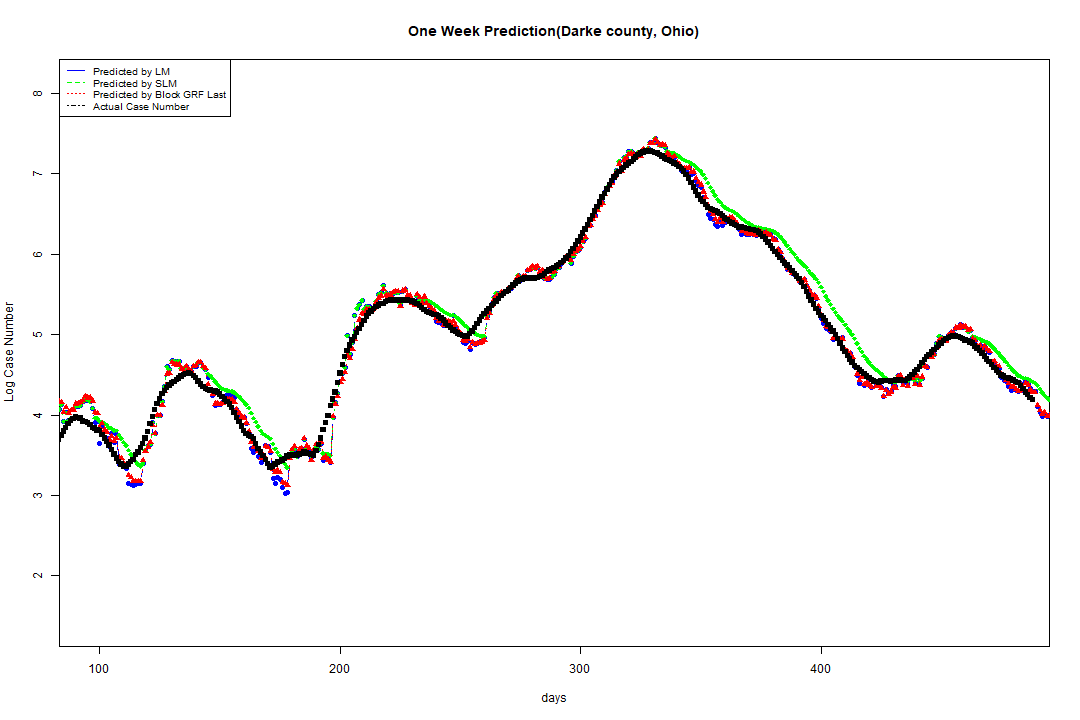 One Week Prediction(Darke county, Ohio)
Predicted by LM
Predicted by SLM
Predicted by Block GRF Last
Actual Case Number
Log Case Number
8
7
6
5
4
3
2
100 200 300 400
days